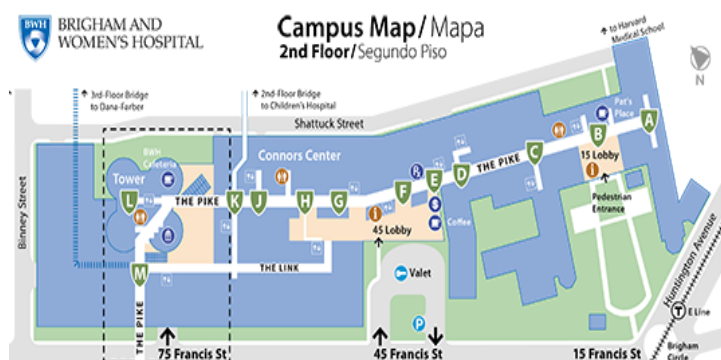 BWH
BRIGHAM AND
WOMEN'S HOSPITAL
Campus Map/Mapa
2nd Floor/Segundo Piso
to Harvard
Medical School
N
3rd-Floor Bridge
to Dana-Farber
2nd-Floor Bridge
to Children's Hospital
Shattuck Street
Binney Street
BWH
Cafeteria
Tower
Connors Center
Pat's
Place
A
B
C
D
E
F
G
H
J
K
L
M
THE PIKE
THE PIKE
15 Lobby
Pedestrian
Entrance
45 Lobby
Coffee
THE LINK
THE PIKE
Valet
P
Huntington Avenue
T E Line
Brigham
Circle
75 Francis St
45 Francis St
15 Francis St